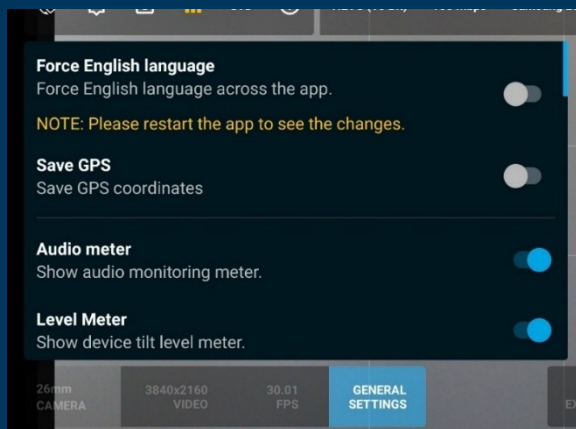 Force English language
Force English language across the app.
NOTE: Please restart the app to see the changes.
Save GPS
Save GPS coordinates
Audio meter
Show audio monitoring meter.
Level Meter
Show device tilt level meter.
26mm 3840x2160 30.01 GENERAL
CAMERA VIDEO FPS SETTINGS